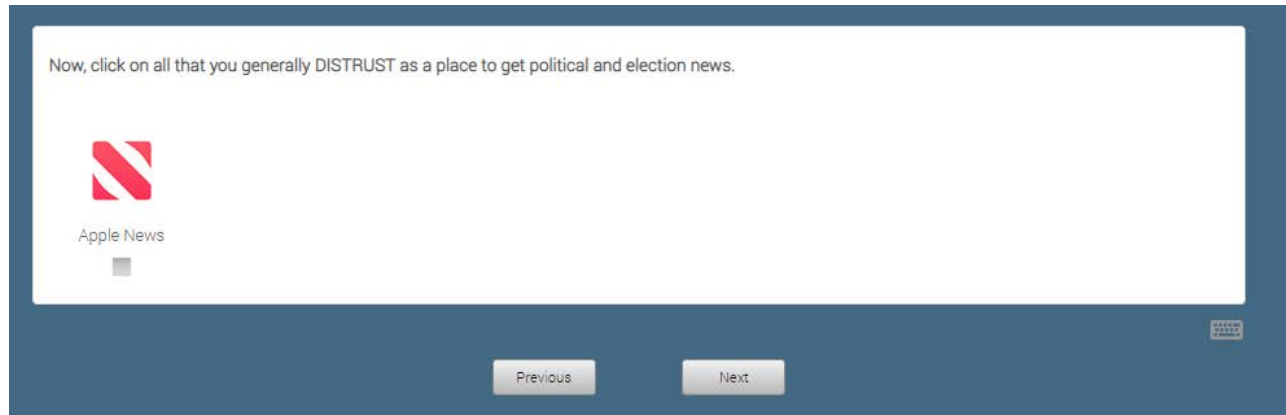 Now, click on all that you generally DISTRUST as a place to get political and election news.
Apple News
Previous
Next